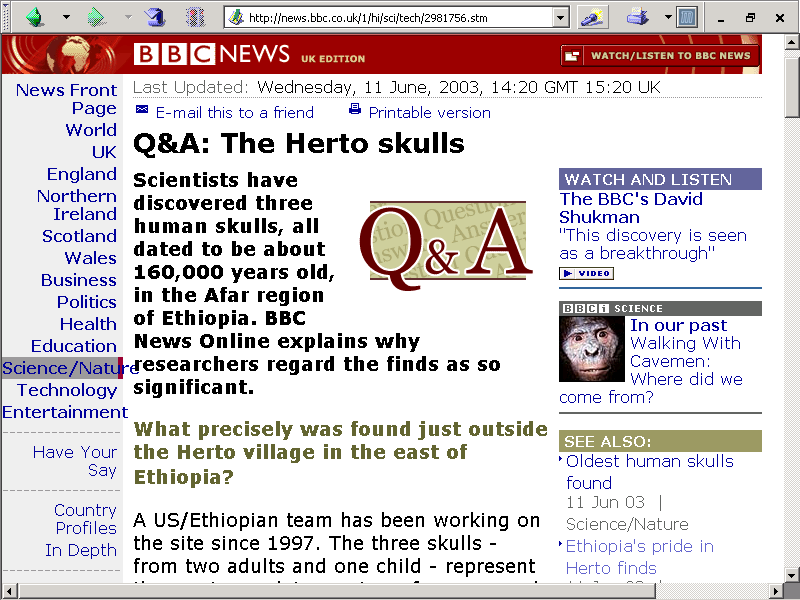 http://news.bbc.co.uk/1/hi/sci/tech/2981756.stm
BBC NEWS UK EDITION
WATCH/LISTEN TO BBC NEWS
News Front
Page
World
UK
England
Northern
Ireland
Scotland
Wales
Business
Politics
Health
Education
Science/Nature
Technology
Entertainment
Have Your
Say
Country
Profiles
In Depth
Last Updated: Wednesday, 11 June, 2003, 14:20 GMT 15:20 UK
E-mail this to a friend
Printable version
Q&A: The Herto skulls
Scientists have
discovered three
human skulls, all
dated to be about
160,000 years old,
in the Afar region
of Ethiopia. BBC
News Online explains why
researchers regard the finds as so
significant.
Q&A
What precisely was found just outside
the Herto village in the east of
Ethiopia?
A US/Ethiopian team has been working on
the site since 1997. The three skulls -
from two adults and one child - represent
WATCH AND LISTEN
The BBC's David
Shukman
"This discovery is seen
as a breakthrough"
VIDEO
BBCi SCIENCE
In our past
Walking With
Cavemen:
Where did we
come from?
SEE ALSO:
Oldest human skulls
found
11 Jun 03 |
Science/Nature
Ethiopia's pride in
Herto finds